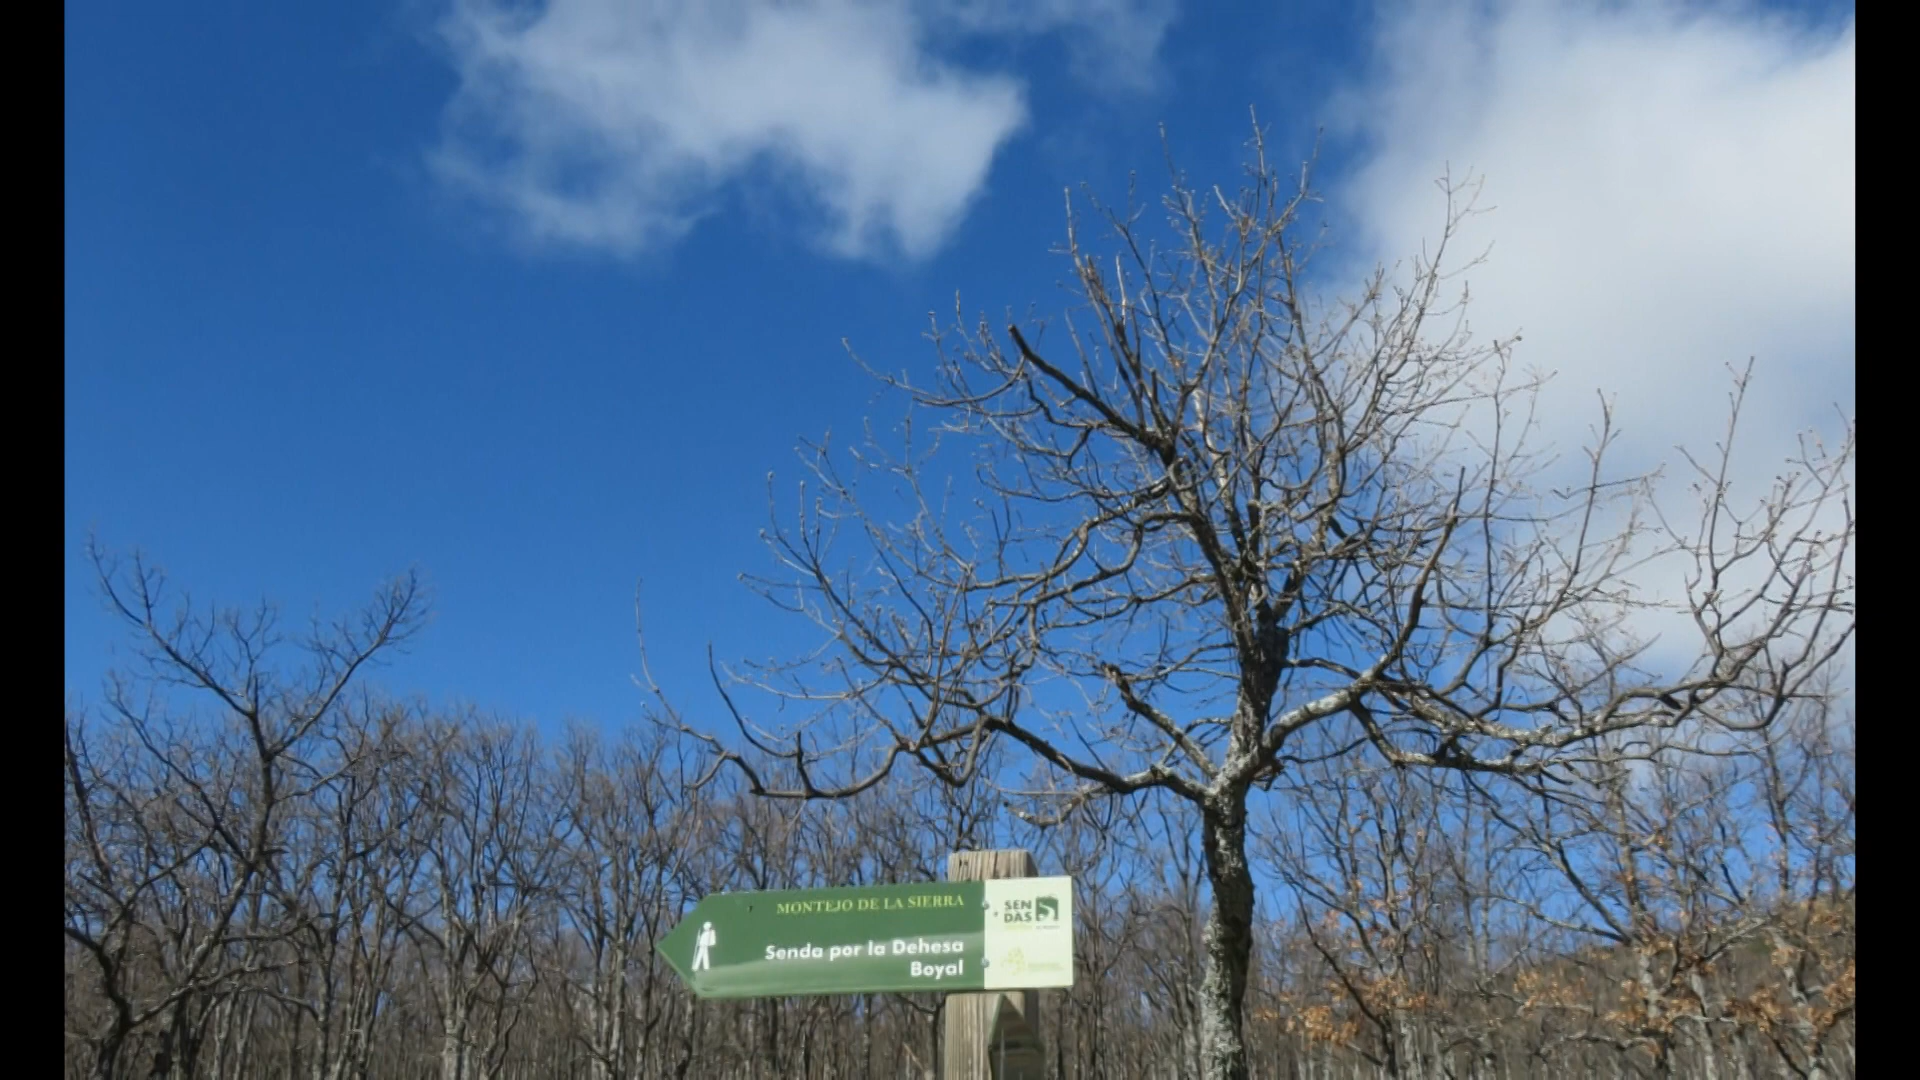 MONTEJO DE LA SIERRA
Senda por la Dehesa
Boyal
SEN
DAS